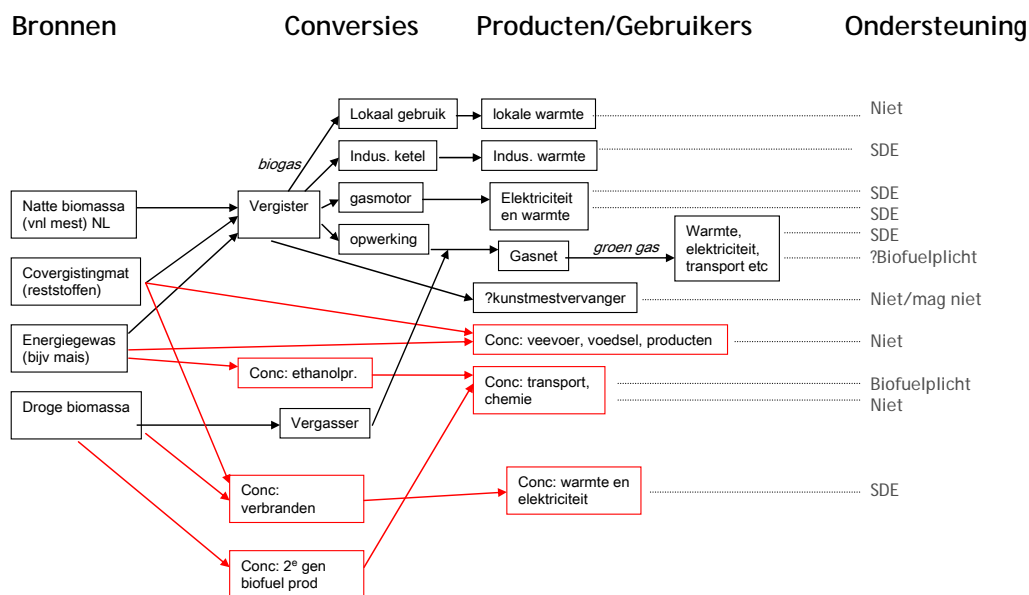 Bronnen
Conversies
Producten/Gebruikers
Ondersteuning
Lokaal gebruik
lokale warmte
Niet
biogas
Indus. ketel
Indus. warmte
SDE
Natte biomassa
(vnl mest) NL
Vergister
gasmotor
Elektriciteit
en warmte
SDE
SDE
opwerking
Gasnet
groen gas
Warmte,
elektriciteit,
transport etc
SDE
?Biofuelplicht
Covergistingmat
(reststoffen)
?kunstmestvervanger
Niet/mag niet
Energiegewas
(bijv mais)
Conc: veevoer, voedsel, producten
Niet
Conc: ethanolpr.
Conc: transport,
chemie
Biofuelplicht
Niet
Droge biomassa
Vergasser
Conc:
verbranden
Conc: warmte en
elektriciteit
SDE
Conc: 2e gen
biofuel prod